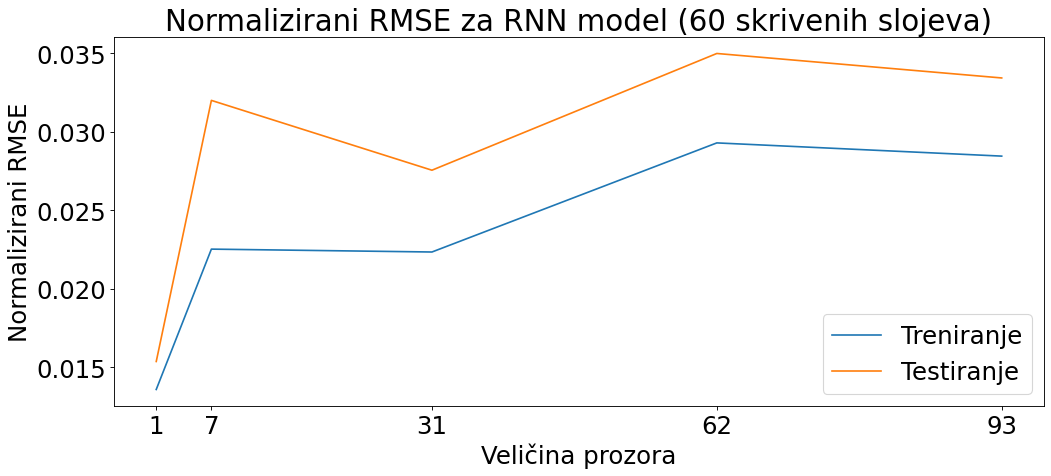 Normalizirani RMSE za RNN model (60 skrivenih slojeva)
Normalizirani RMSE
0.035
0.030
0.025
0.020
0.015
Treniranje
Testiranje
1 7 31 62 93
Veličina prozora